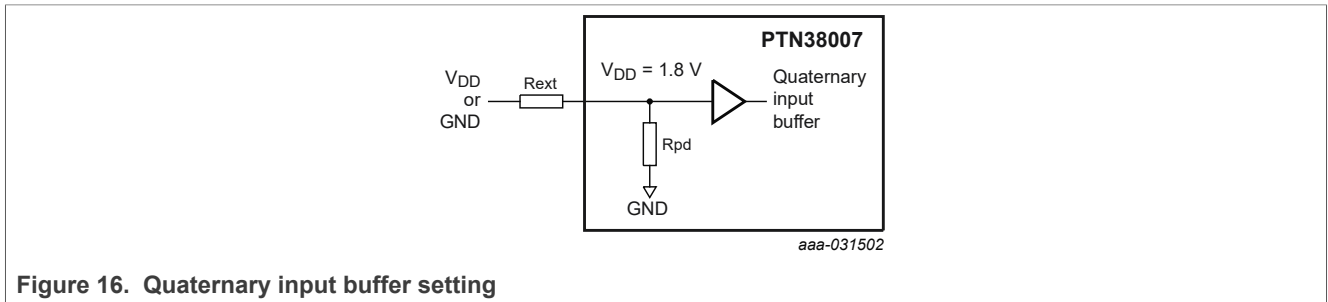 PTN38007
VDD
or
GND
Rext
VDD = 1.8 V
Quaternary
input
buffer
Rpd
GND
aaa-031502
Figure 16. Quaternary input buffer setting